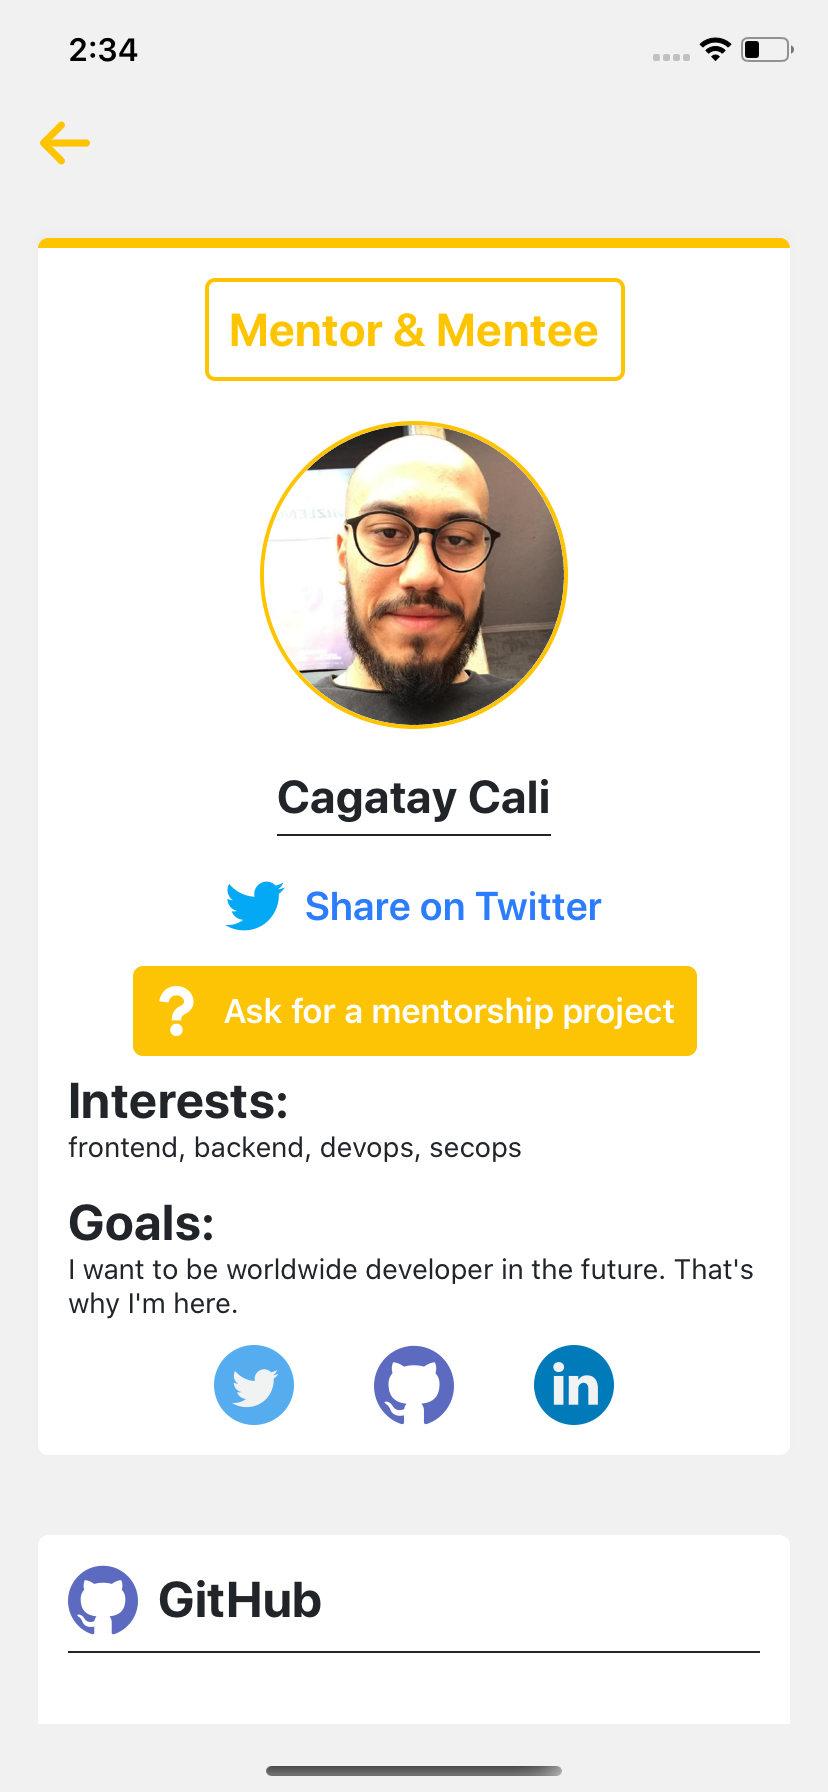 2:34
Mentor & Mentee
Cagatay Cali
Share on Twitter
? Ask for a mentorship project
Interests:
frontend, backend, devops, secops
Goals:
I want to be worldwide developer in the future. That's
why I'm here.
in
GitHub